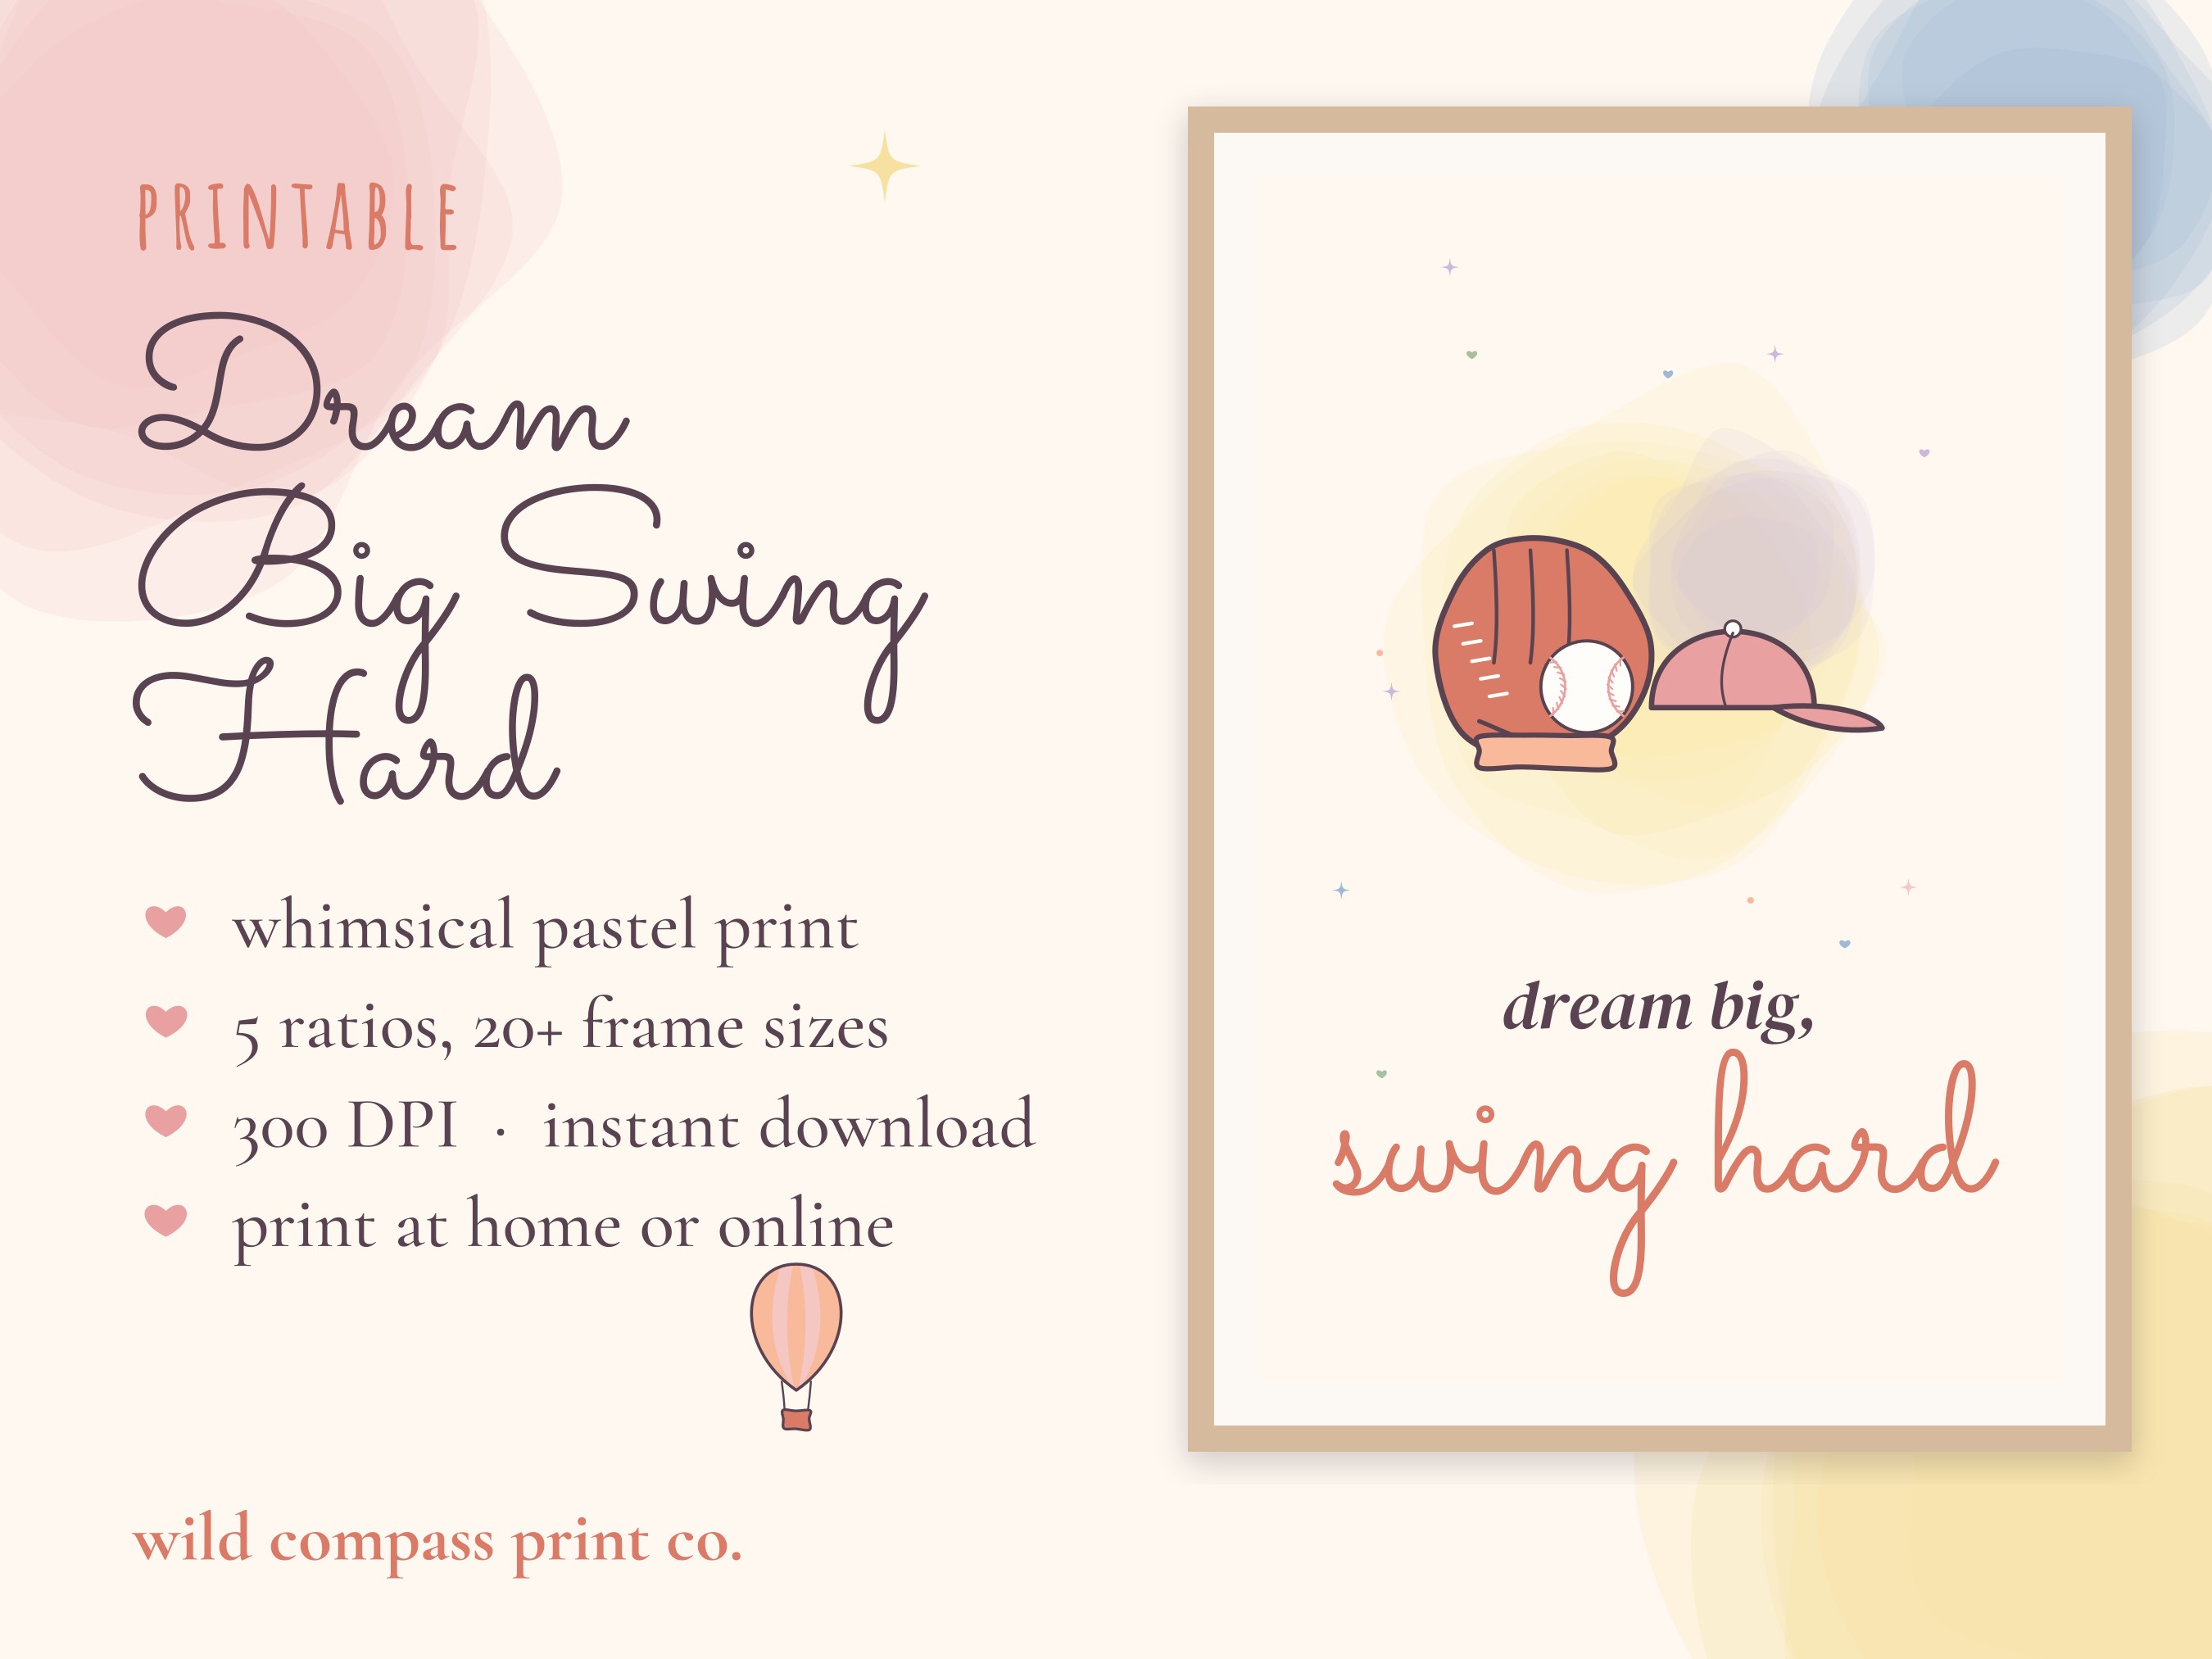 PRINTABLE
Dream
Big Swing
Hard
whimsical pastel print
5 ratios, 20+ frame sizes
300 DPI · instant download
print at home or online
wild compass print co.
dream big,
swing hard